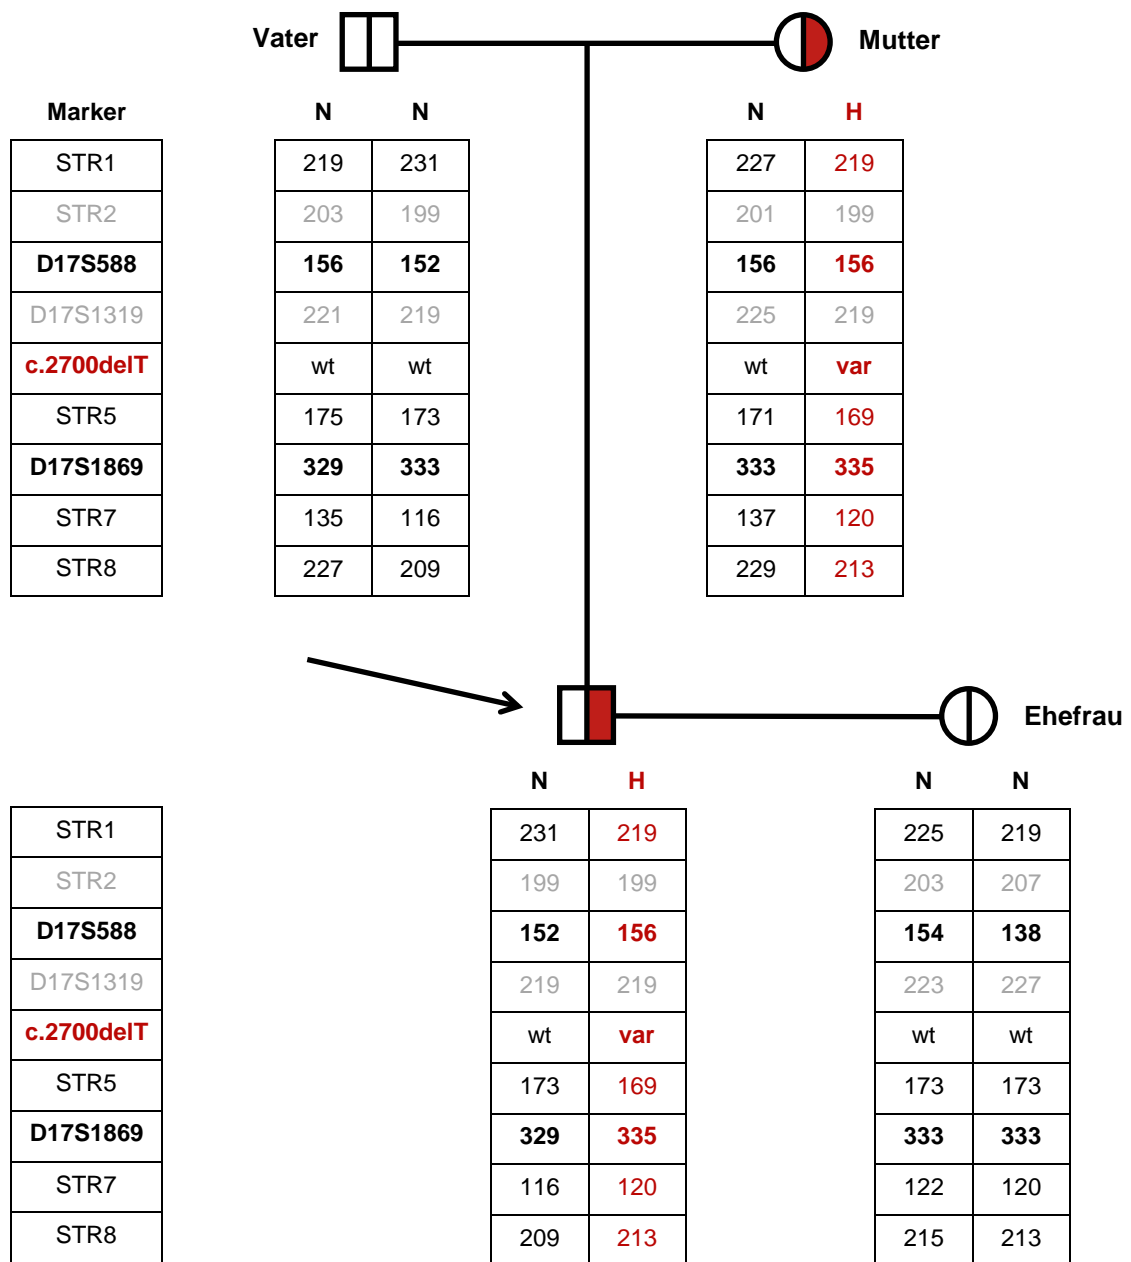 Vater Mutter
Marker N N N H
STR1 219 231 227 219
STR2 203 199 201 199
D17S588 156 152 156 156
D17S1319 221 219 225 219
c.2700delT wt wt wt var
STR5 175 173 171 169
D17S1869 329 333 333 335
STR7 135 116 137 120
STR8 227 209 229 213
Ehefrau
N H N N
STR1 231 219 225 219
STR2 199 199 203 207
D17S588 152 156 154 138
D17S1319 219 219 223 227
c.2700delT wt var wt wt
STR5 173 169 173 173
D17S1869 329 335 333 333
STR7 116 120 122 120
STR8 209 213 215 213